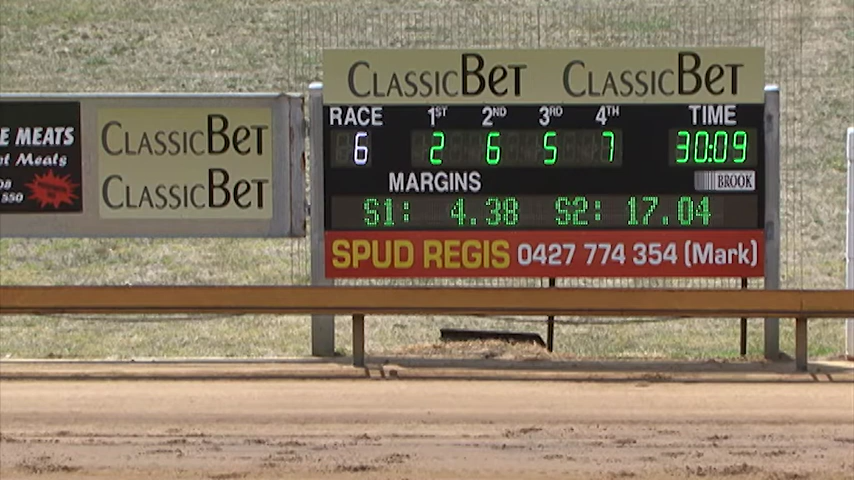 CLASSICBET CLASSICBET
RACE 1ST 2ND 3RD 4TH TIME
6 2 6 5 7 30:09
MARGINS BROOK
S1: 4.38 S2: 17.04
SPUD REGIS 0427 774 354 (Mark)
MEATS
Meats
550
CLASSICBET
CLASSICBET